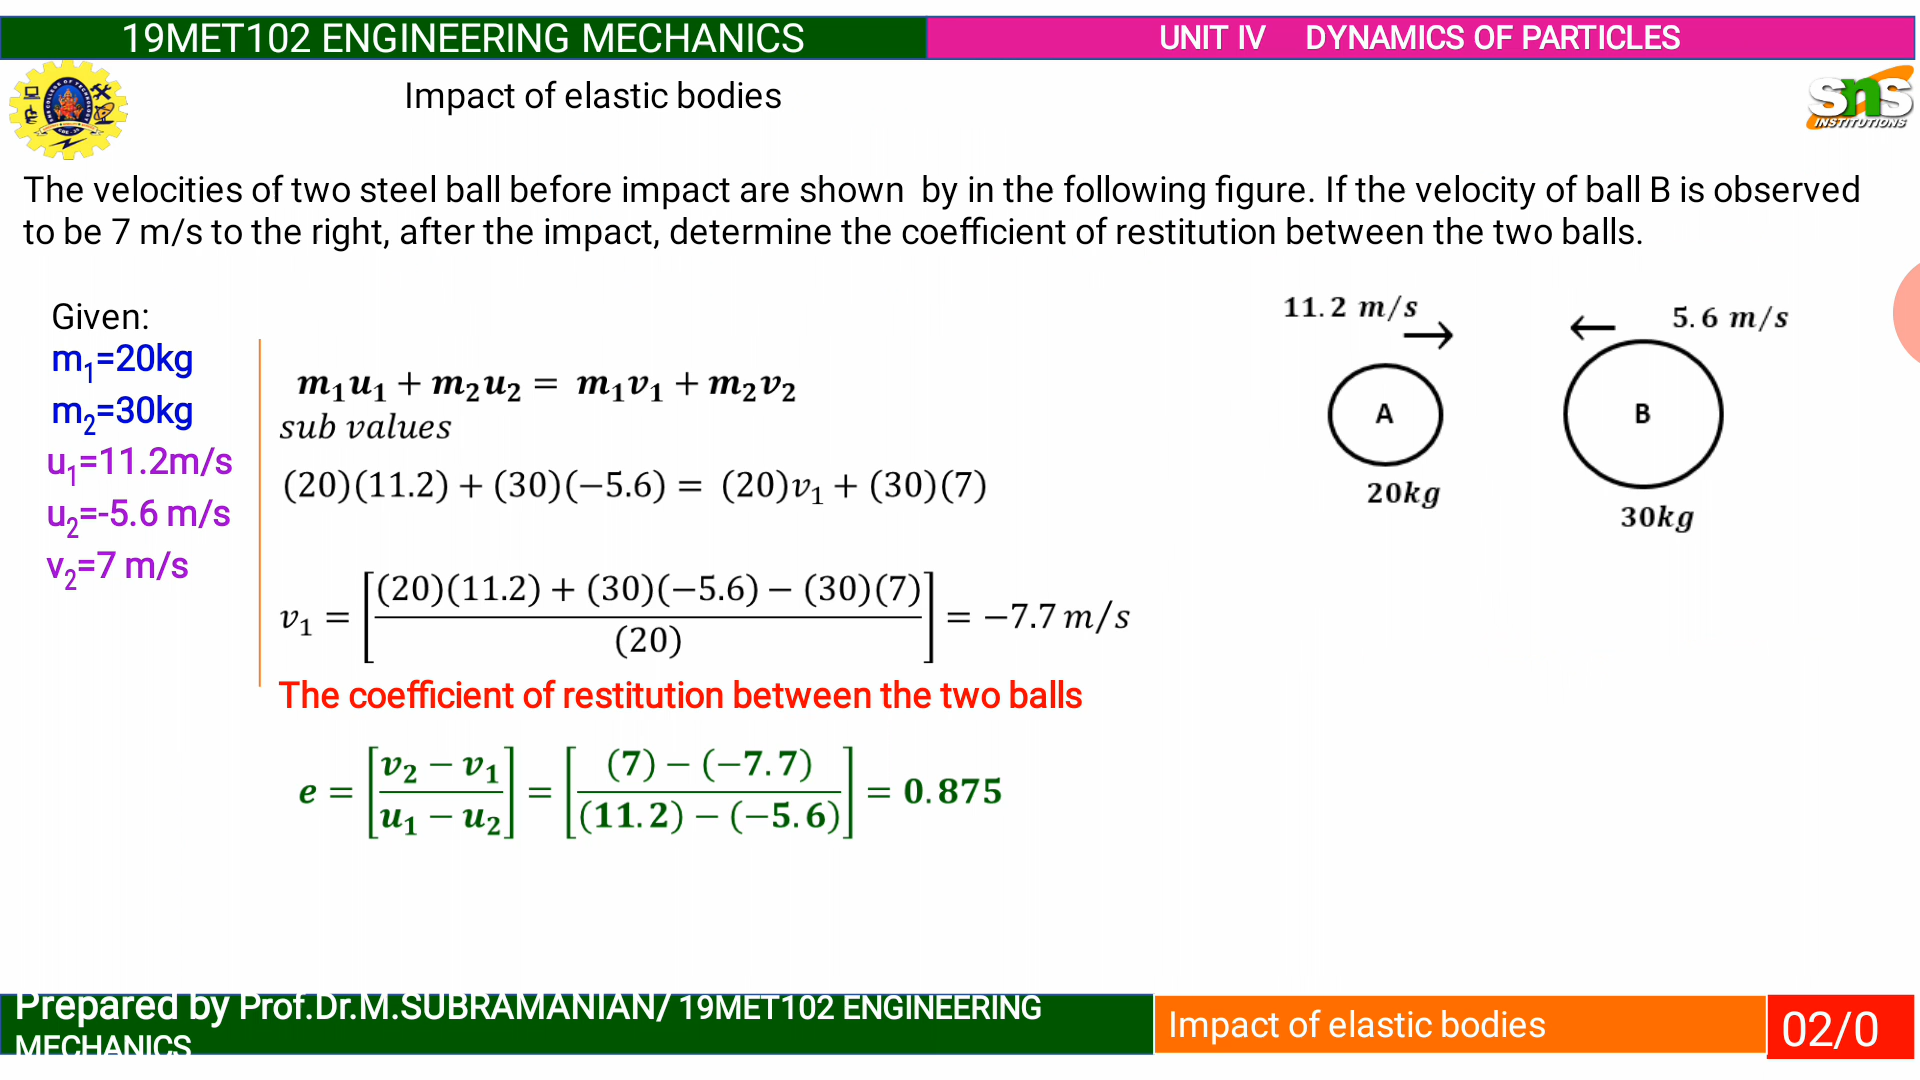 19MET102 ENGINEERING MECHANICS
UNIT IV DYNAMICS OF PARTICLES
Impact of elastic bodies
SNS
INSTITUTIONS
The velocities of two steel ball before impact are shown by in the following figure. If the velocity of ball B is observed
to be 7 m/s to the right, after the impact, determine the coefficient of restitution between the two balls.
Given:
m₁=20kg
m₂=30kg
u₁=11.2m/s
u₂=-5.6 m/s
v₂=7 m/s
m₁u₁ + m₂u₂ = m₁v₁ + m₂v₂
sub values
(20)(11.2) + (30)(−5.6) = (20)v₁ + (30)(7)
v₁ = [(20)(11.2) + (30)(−5.6) − (30)(7) / (20)] = −7.7 m/s
The coefficient of restitution between the two balls
e = [v₂ − v₁ / u₁ − u₂] = [(7) − (−7.7) / (11.2) − (−5.6)] = 0.875
11.2 m/s →
← 5.6 m/s
A
B
20kg
30kg
Prepared by Prof.Dr.M.SUBRAMANIAN/ 19MET102 ENGINEERING
MECHANICS
Impact of elastic bodies
02/0